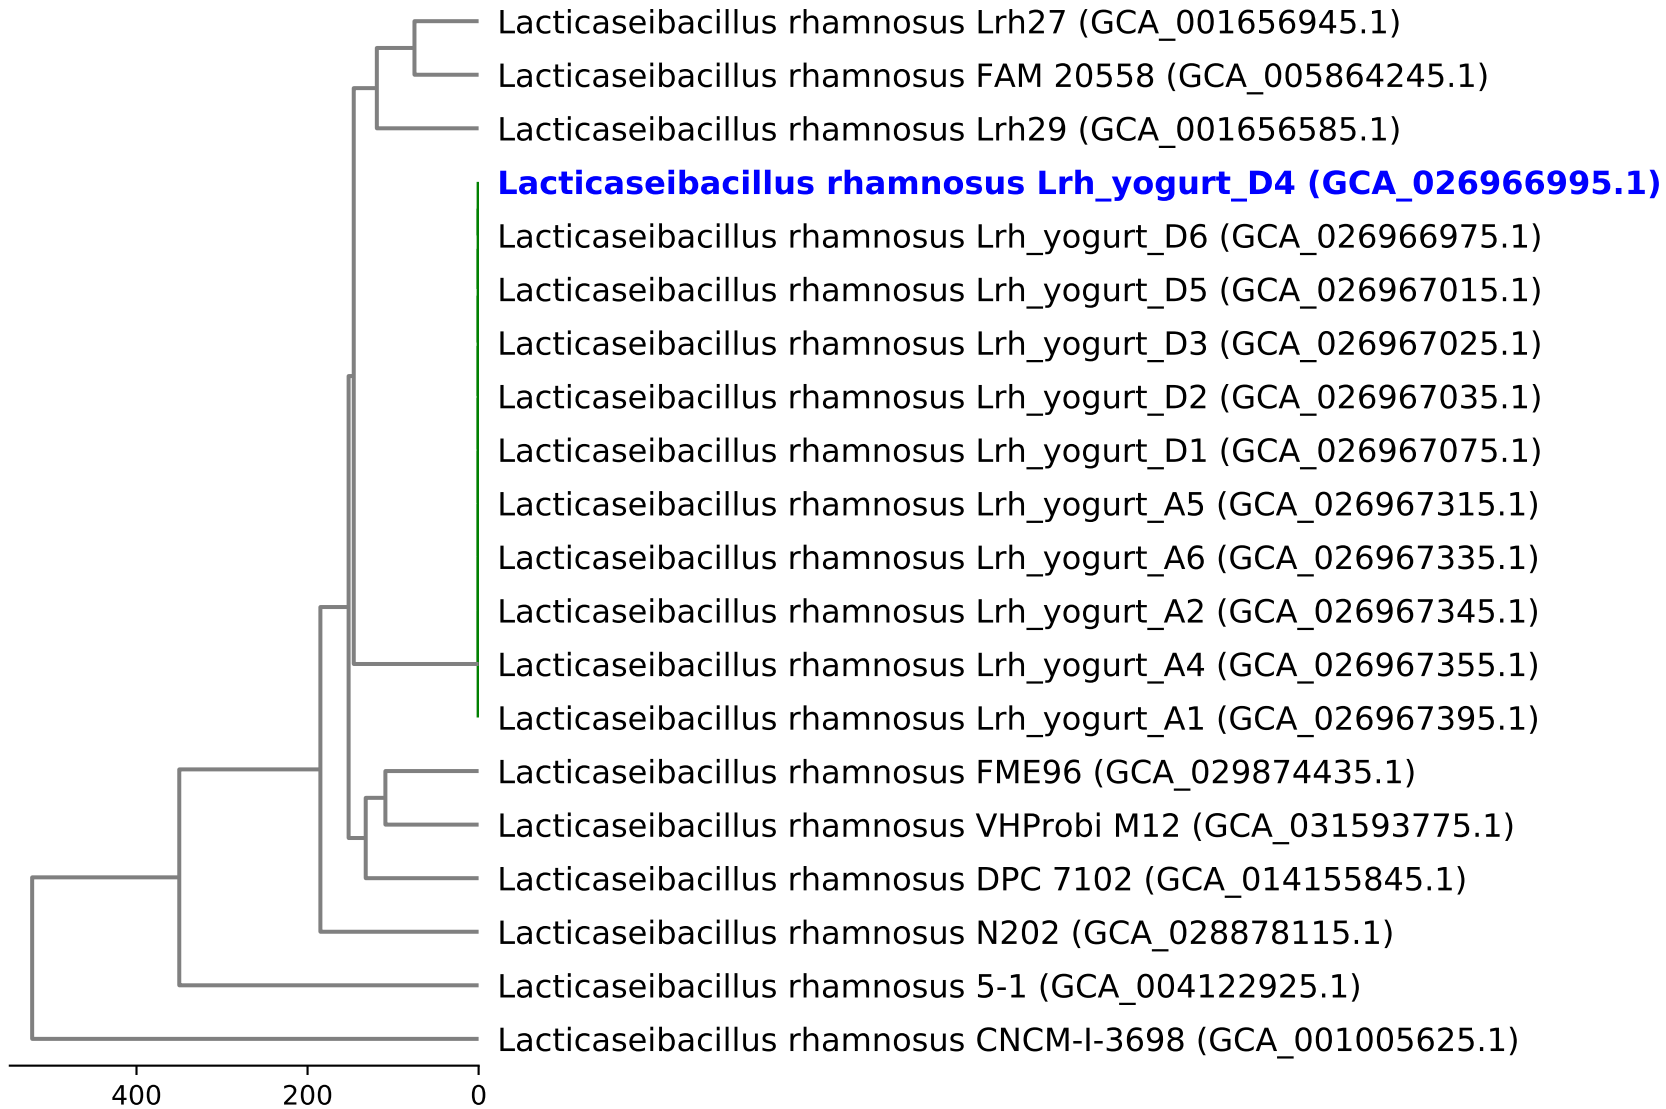 Lacticaseibacillus rhamnosus Lrh27 (GCA_001656945.1)
Lacticaseibacillus rhamnosus FAM 20558 (GCA_005864245.1)
Lacticaseibacillus rhamnosus Lrh29 (GCA_001656585.1)
Lacticaseibacillus rhamnosus Lrh_yogurt_D4 (GCA_026966995.1)
Lacticaseibacillus rhamnosus Lrh_yogurt_D6 (GCA_026966975.1)
Lacticaseibacillus rhamnosus Lrh_yogurt_D5 (GCA_026967015.1)
Lacticaseibacillus rhamnosus Lrh_yogurt_D3 (GCA_026967025.1)
Lacticaseibacillus rhamnosus Lrh_yogurt_D2 (GCA_026967035.1)
Lacticaseibacillus rhamnosus Lrh_yogurt_D1 (GCA_026967075.1)
Lacticaseibacillus rhamnosus Lrh_yogurt_A5 (GCA_026967315.1)
Lacticaseibacillus rhamnosus Lrh_yogurt_A6 (GCA_026967335.1)
Lacticaseibacillus rhamnosus Lrh_yogurt_A2 (GCA_026967345.1)
Lacticaseibacillus rhamnosus Lrh_yogurt_A4 (GCA_026967355.1)
Lacticaseibacillus rhamnosus Lrh_yogurt_A1 (GCA_026967395.1)
Lacticaseibacillus rhamnosus FME96 (GCA_029874435.1)
Lacticaseibacillus rhamnosus VHProbi M12 (GCA_031593775.1)
Lacticaseibacillus rhamnosus DPC 7102 (GCA_014155845.1)
Lacticaseibacillus rhamnosus N202 (GCA_028878115.1)
Lacticaseibacillus rhamnosus 5-1 (GCA_004122925.1)
Lacticaseibacillus rhamnosus CNCM-I-3698 (GCA_001005625.1)
400 200 0